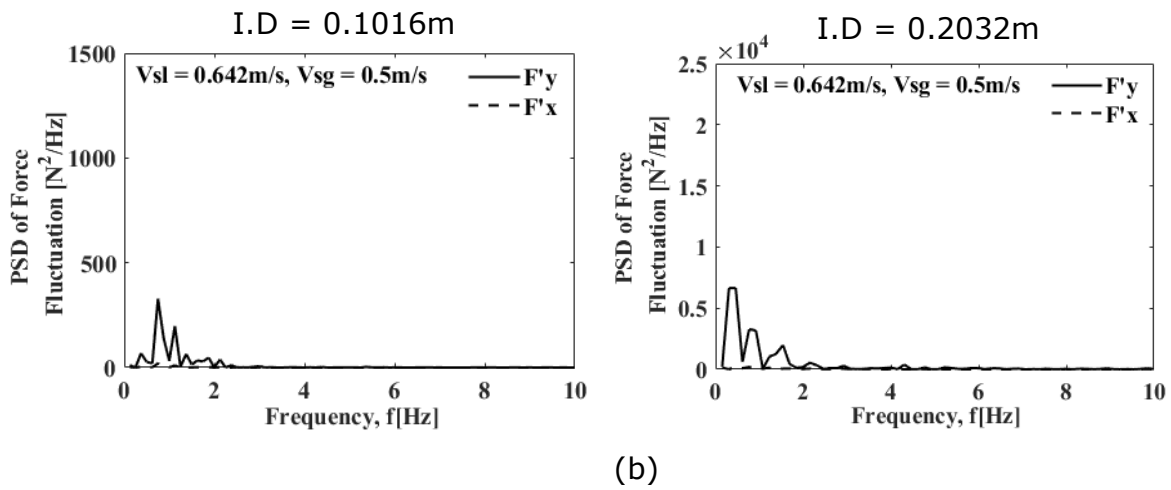 I.D = 0.1016m
1500
1000
500
0
Vsl = 0.642m/s, Vsg = 0.5m/s
F'y
F'x
PSD of Force
Fluctuation [N²/Hz]
0 2 4 6 8 10
Frequency, f[Hz]
I.D = 0.2032m
×10⁴
2.5
2
1.5
1
0.5
0
Vsl = 0.642m/s, Vsg = 0.5m/s
F'y
F'x
PSD of Force
Fluctuation [N²/Hz]
0 2 4 6 8 10
Frequency, f[Hz]
(b)